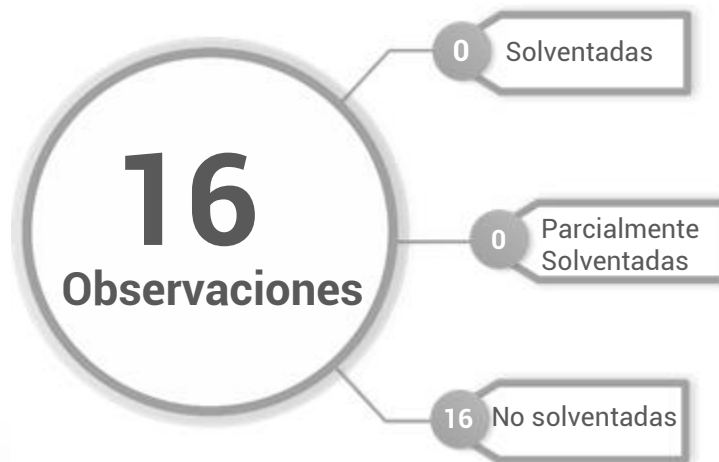 16
Observaciones
0
Solventadas
0
Parcialmente
Solventadas
16
No solventadas